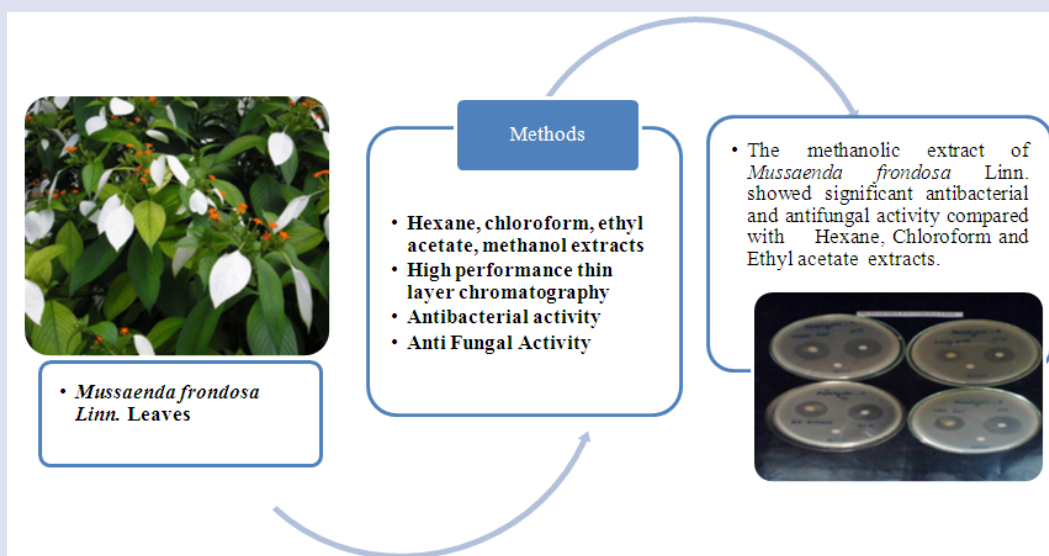 • Mussaenda frondosa
Linn. Leaves
Methods
• Hexane, chloroform, ethyl
acetate, methanol extracts
• High performance thin
layer chromatography
• Antibacterial activity
• Anti Fungal Activity
• The methanolic extract of
Mussaenda frondosa Linn.
showed significant antibacterial
and antifungal activity compared
with Hexane, Chloroform and
Ethyl acetate extracts.